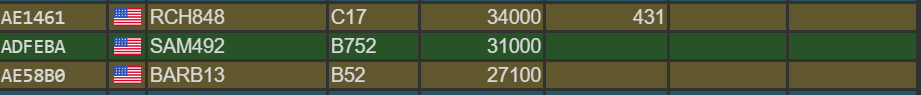 AE1461 RCH848 C17 34000 431
ADFEBA SAM492 B752 31000
AE58B0 BARB13 B52 27100